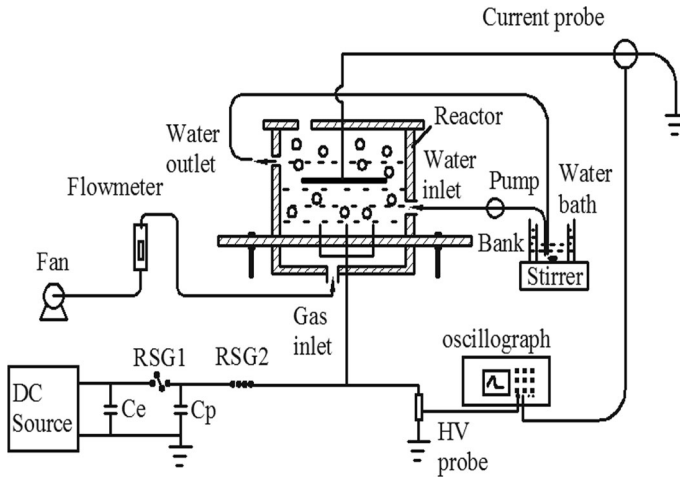 Current probe
Reactor
Water
outlet
Water
inlet
Flowmeter
Pump
Water
bath
Bank
Stirrer
Fan
Gas
inlet
oscillograph
RSG1
RSG2
DC
Source
Ce
Cp
HV
probe